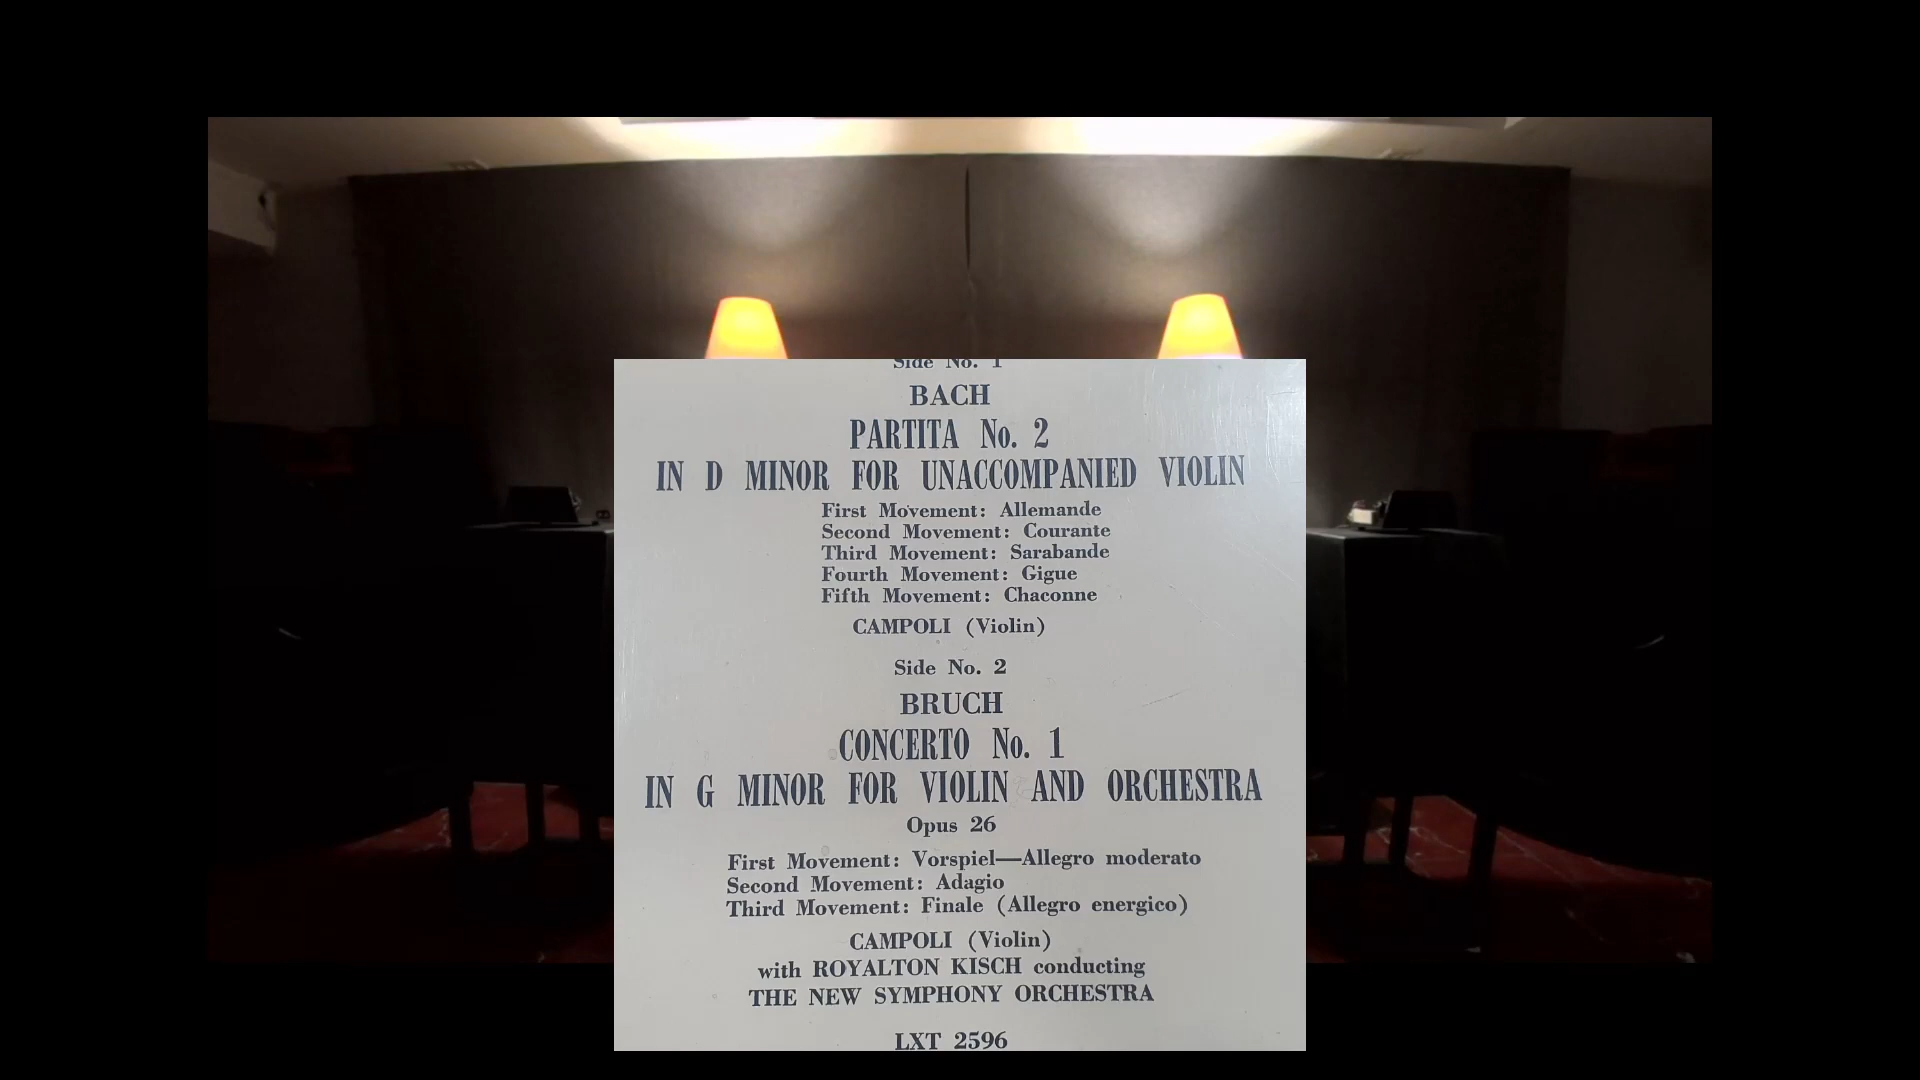 Side No. 1
BACH
PARTITA No. 2
IN D MINOR FOR UNACCOMPANIED VIOLIN
First Movement: Allemande
Second Movement: Courante
Third Movement: Sarabande
Fourth Movement: Gigue
Fifth Movement: Chaconne
CAMPOLI (Violin)
Side No. 2
BRUCH
CONCERTO No. 1
IN G MINOR FOR VIOLIN AND ORCHESTRA
Opus 26
First Movement: Vorspiel—Allegro moderato
Second Movement: Adagio
Third Movement: Finale (Allegro energico)
CAMPOLI (Violin)
with ROYALTON KISCH conducting
THE NEW SYMPHONY ORCHESTRA
LXT 2596